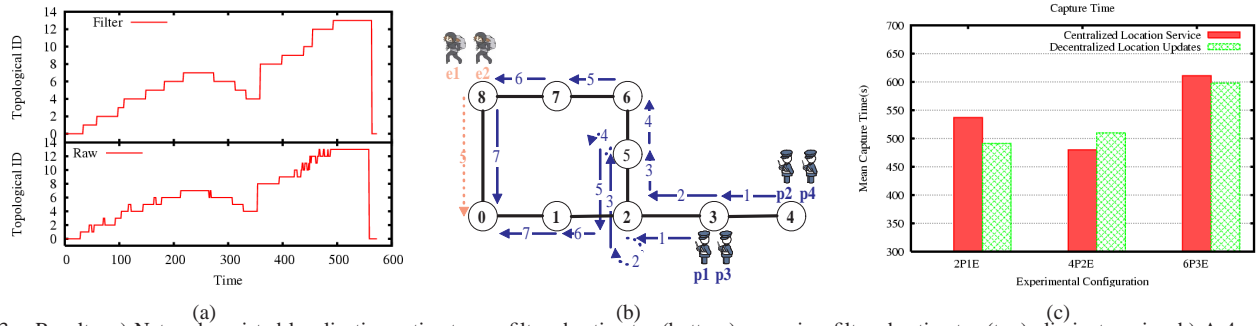 14
12
10
8
6
4
2
0
Topological ID
Filter
14
12
10
8
6
4
2
0
Topological ID
Raw
0 100 200 300 400 500 600
Time
(a)
e1 e2
6 5
8 7 6
4
4
5
3
7
5
5
3
p2 p4
2 1
0 1 2 3 4
7 6
1
2
p1 p3
(b)
Capture Time
700
650
600
550
500
450
400
350
300
Mean Capture Time(s)
Centralized Location Service
Decentralized Location Updates
2P1E 4P2E 6P3E
Experimental Configuration
(c)